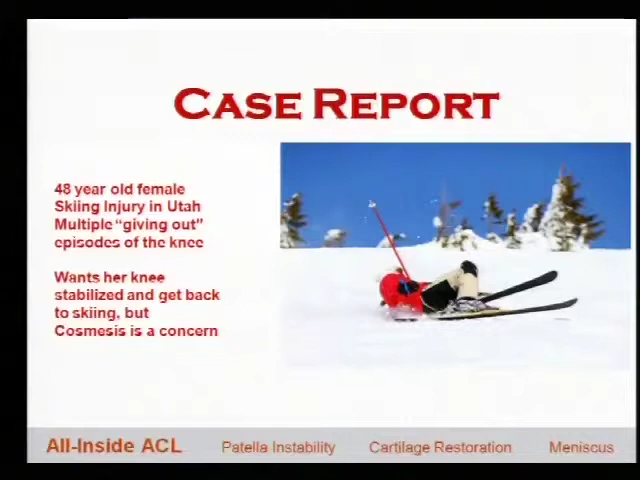 CASE REPORT
48 year old female
Skiing Injury in Utah
Multiple “giving out”
episodes of the knee
Wants her knee
stabilized and get back
to skiing, but
Cosmesis is a concern
All-Inside ACL Patella Instability Cartilage Restoration Meniscus